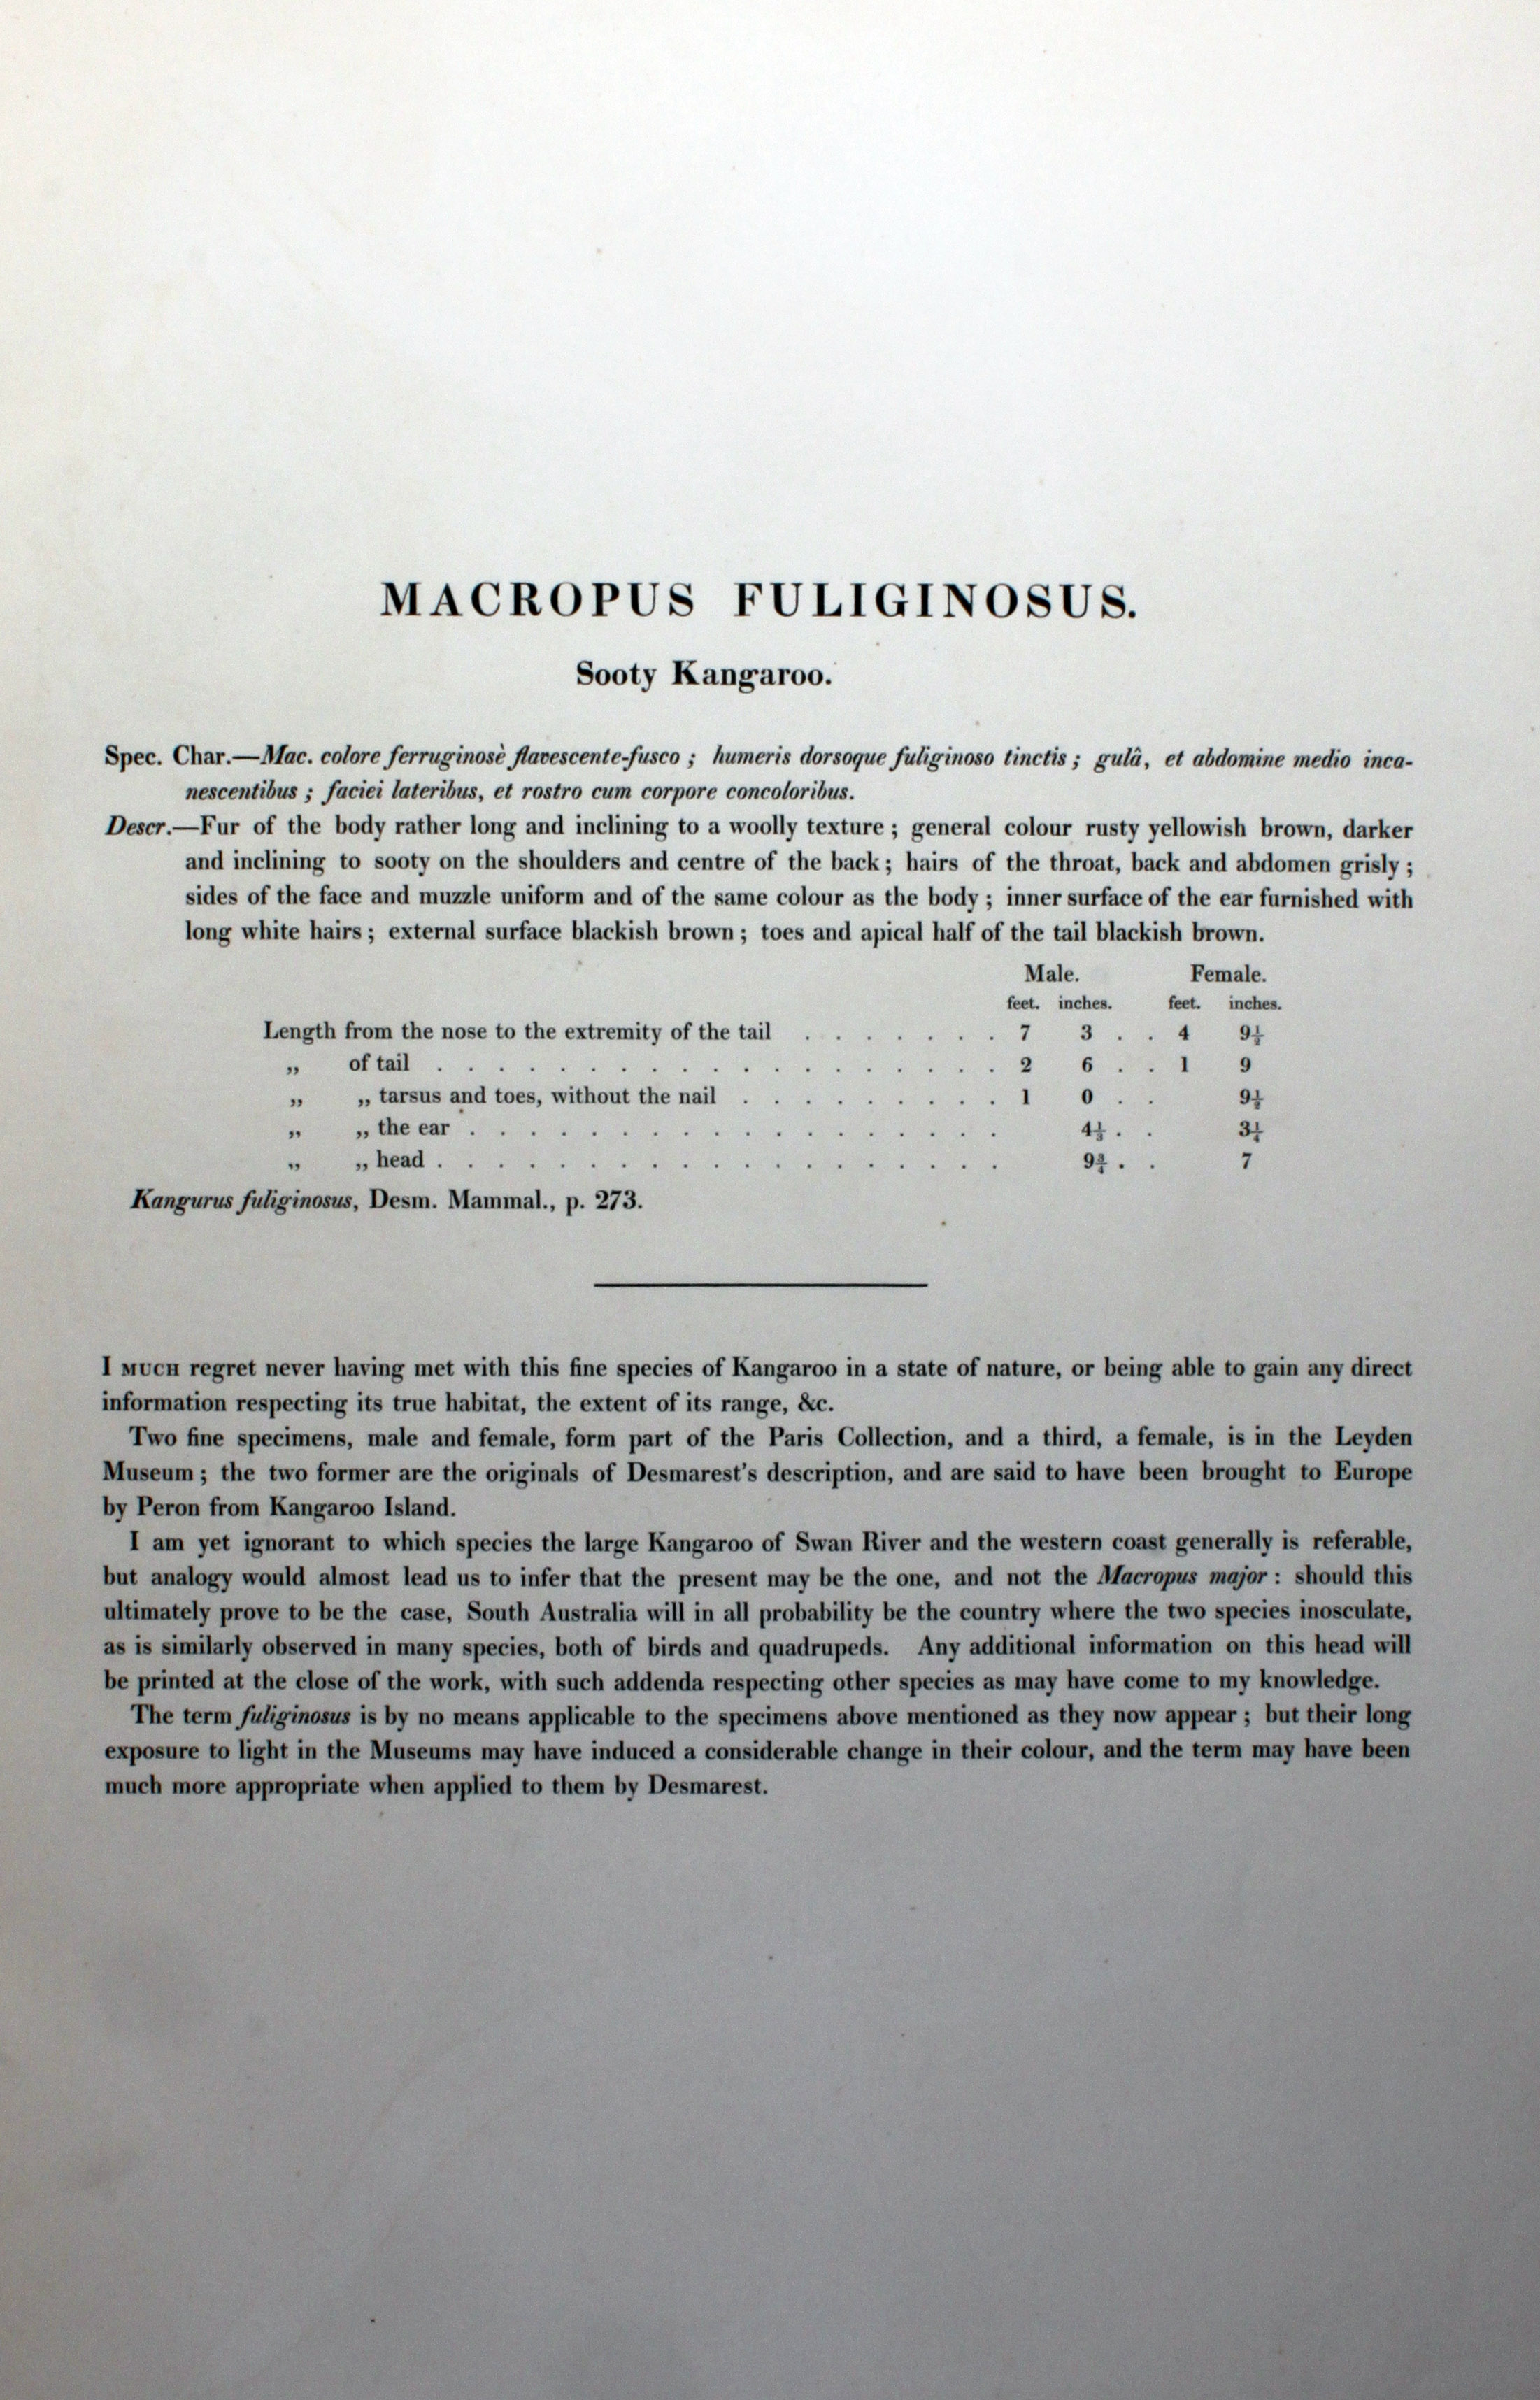 MACROPUS FULIGINOSUS.
Sooty Kangaroo.
Spec. Char.—Mac. colore ferruginosè flavescente-fusco ; humeris dorsoque fuliginoso tinctis ; gulâ, et abdomine medio inca-
nescentibus ; faciei lateribus, et rostro cum corpore concoloribus.
Descr.—Fur of the body rather long and inclining to a woolly texture ; general colour rusty yellowish brown, darker
and inclining to sooty on the shoulders and centre of the back ; hairs of the throat, back and abdomen grisly ;
sides of the face and muzzle uniform and of the same colour as the body ; inner surface of the ear furnished with
long white hairs ; external surface blackish brown ; toes and apical half of the tail blackish brown.
Male. Female.
feet. inches. feet. inches.
Length from the nose to the extremity of the tail . . . . . . . 7 3 . . 4
„ of tail . . . . . . . . . . . . . . . . . . . 2 6 . . 1 9
„ „ tarsus and toes, without the nail . . . . . . . . . 1 0 . .
„ „ the ear . . . . . . . . . . . . . . . . . .
„ „ head . . . . . . . . . . . . . . . . . . . 7
Kangurus fuliginosus, Desm. Mammal., p. 273.
I MUCH regret never having met with this fine species of Kangaroo in a state of nature, or being able to gain any direct
information respecting its true habitat, the extent of its range, &c.
Two fine specimens, male and female, form part of the Paris Collection, and a third, a female, is in the Leyden
Museum ; the two former are the originals of Desmarest's description, and are said to have been brought to Europe
by Peron from Kangaroo Island.
I am yet ignorant to which species the large Kangaroo of Swan River and the western coast generally is referable,
but analogy would almost lead us to infer that the present may be the one, and not the Macropus major : should this
ultimately prove to be the case, South Australia will in all probability be the country where the two species inosculate,
as is similarly observed in many species, both of birds and quadrupeds. Any additional information on this head will
be printed at the close of the work, with such addenda respecting other species as may have come to my knowledge.
The term fuliginosus is by no means applicable to the specimens above mentioned as they now appear ; but their long
exposure to light in the Museums may have induced a considerable change in their colour, and the term may have been
much more appropriate when applied to them by Desmarest.